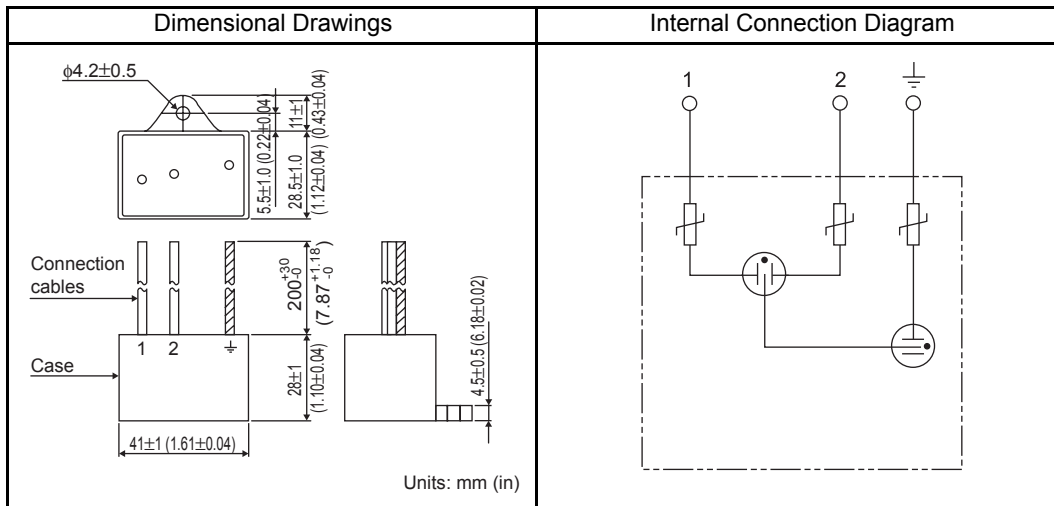 Dimensional Drawings
Internal Connection Diagram
ϕ4.2±0.5
5.5±1.0 (0.22±0.04)
11±1
(0.43±0.04)
28.5±1.0
(1.12±0.04)
Connection
cables
200 +30 -0
(7.87 +1.18 -0)
1 2
Case
28±1
(1.10±0.04)
4.5±0.5 (6.18±0.02)
41±1 (1.61±0.04)
Units: mm (in)
1 2